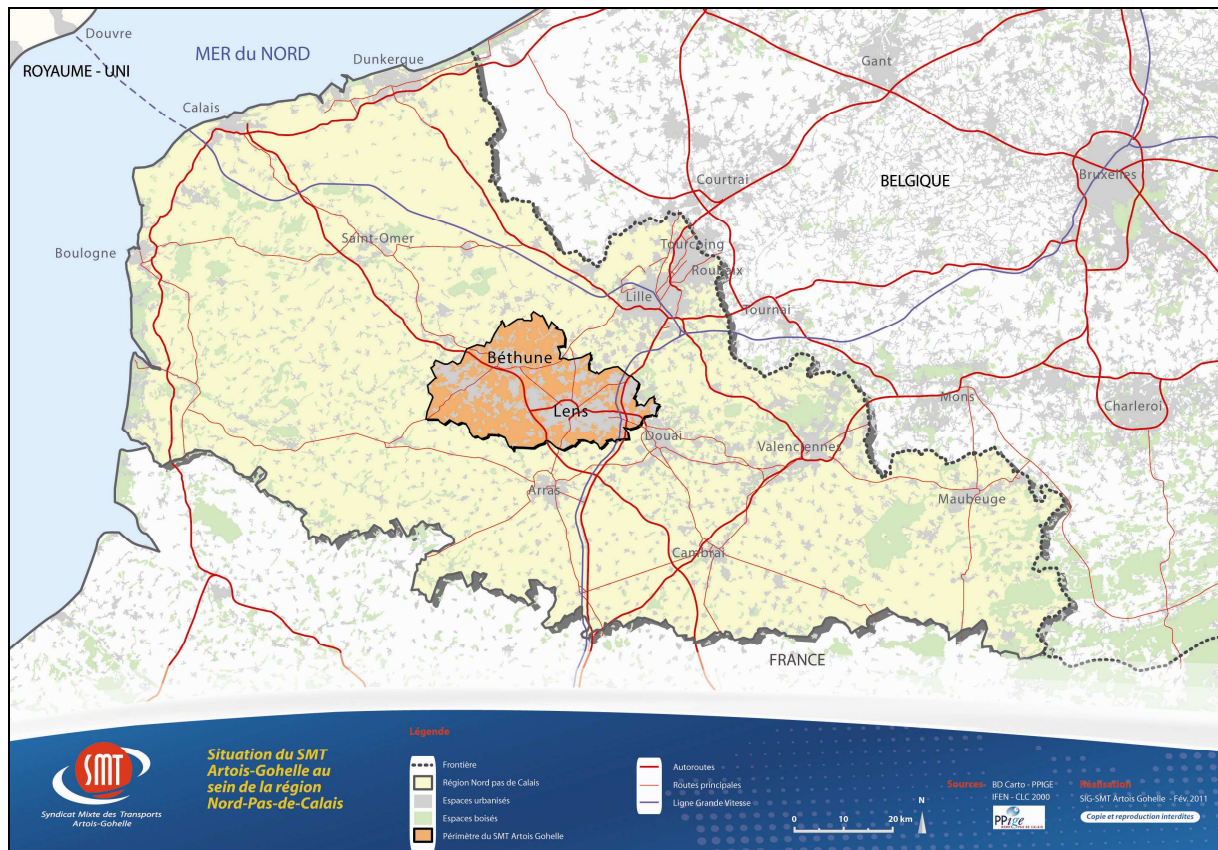 Douvre
ROYAUME - UNI
MER du NORD
Dunkerque
Gant
Calais
Courtrai
BELGIQUE
Bruxelles
Boulogne
Saint-Omer
Tourcoing
Roubaix
Lille
Tournai
Béthune
Lens
Mons
Charleroi
Douai
Valenciennes
Arras
Maubeuge
Cambrai
FRANCE
SMT
Syndicat Mixte des Transports
Artois-Gohelle
Situation du SMT
Artois-Gohelle au
sein de la région
Nord-Pas-de-Calais
Légende
Frontière
Région Nord pas de Calais
Espaces urbanisés
Espaces boisés
Périmètre du SMT Artois Gohelle
Autoroutes
Routes principales
Ligne Grande Vitesse
0 10 20 km
N
Sources BD Carto - PPIGE
IFEN - CLC 2000
PPige
Réalisation
SIG-SMT Artois Gohelle - Fév. 2011
Copie et reproduction interdites